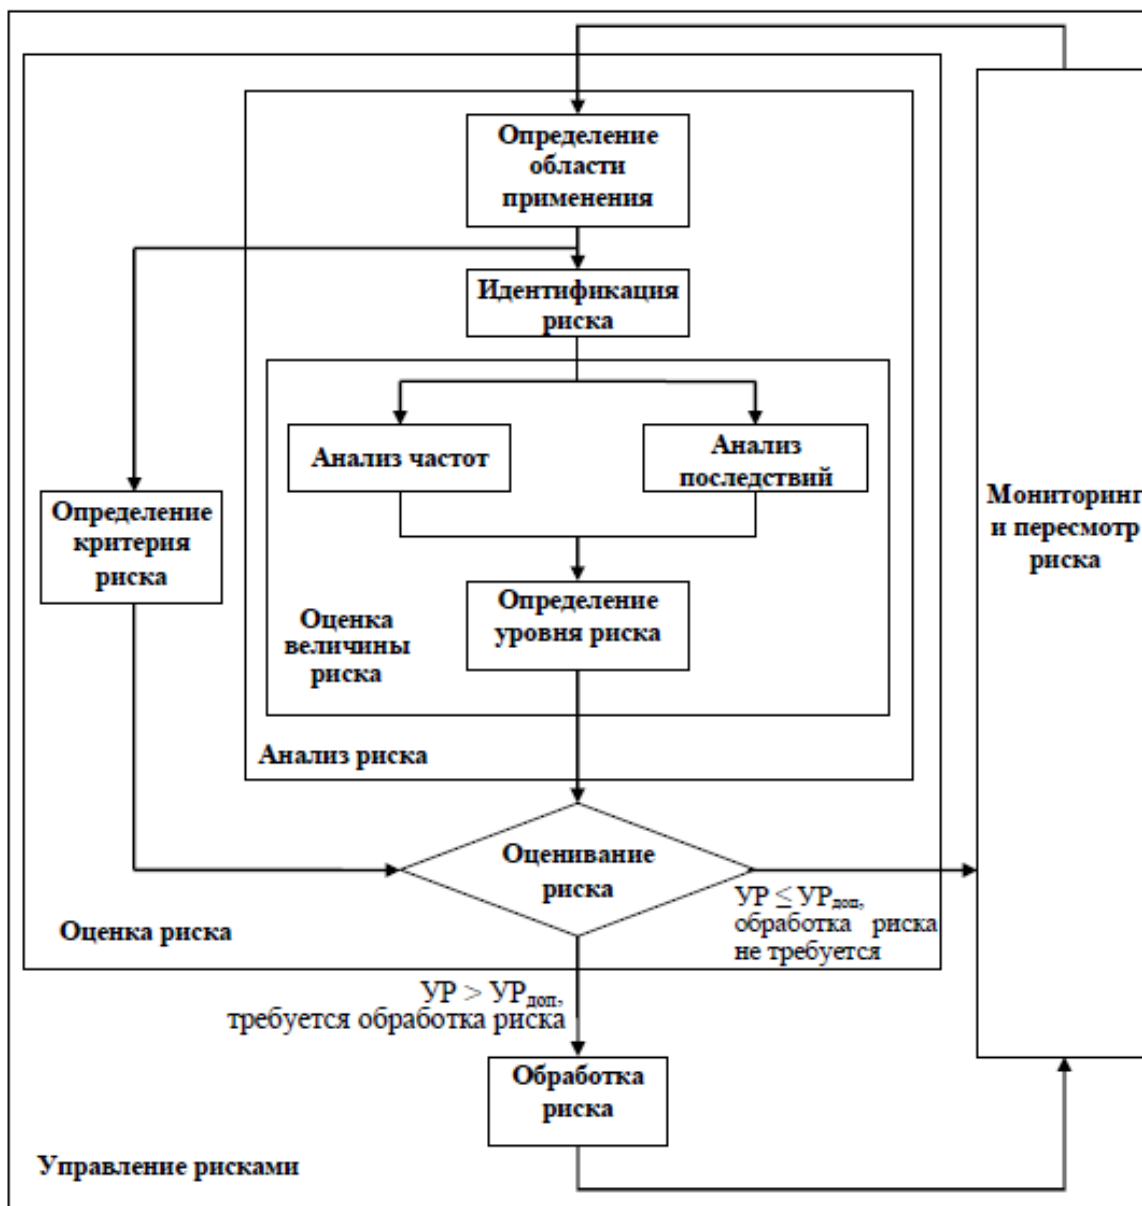 Определение
области
применения
Идентификация
риска
Анализ частот
Анализ
последствий
Определение
критерия
риска
Мониторинг
и пересмотр
риска
Определение
уровня риска
Оценка
величины
риска
Анализ риска
Оценивание
риска
УР ≤ УРдоп,
обработка риска
не требуется
Оценка риска
УР > УРдоп,
требуется обработка риска
Обработка
риска
Управление рисками